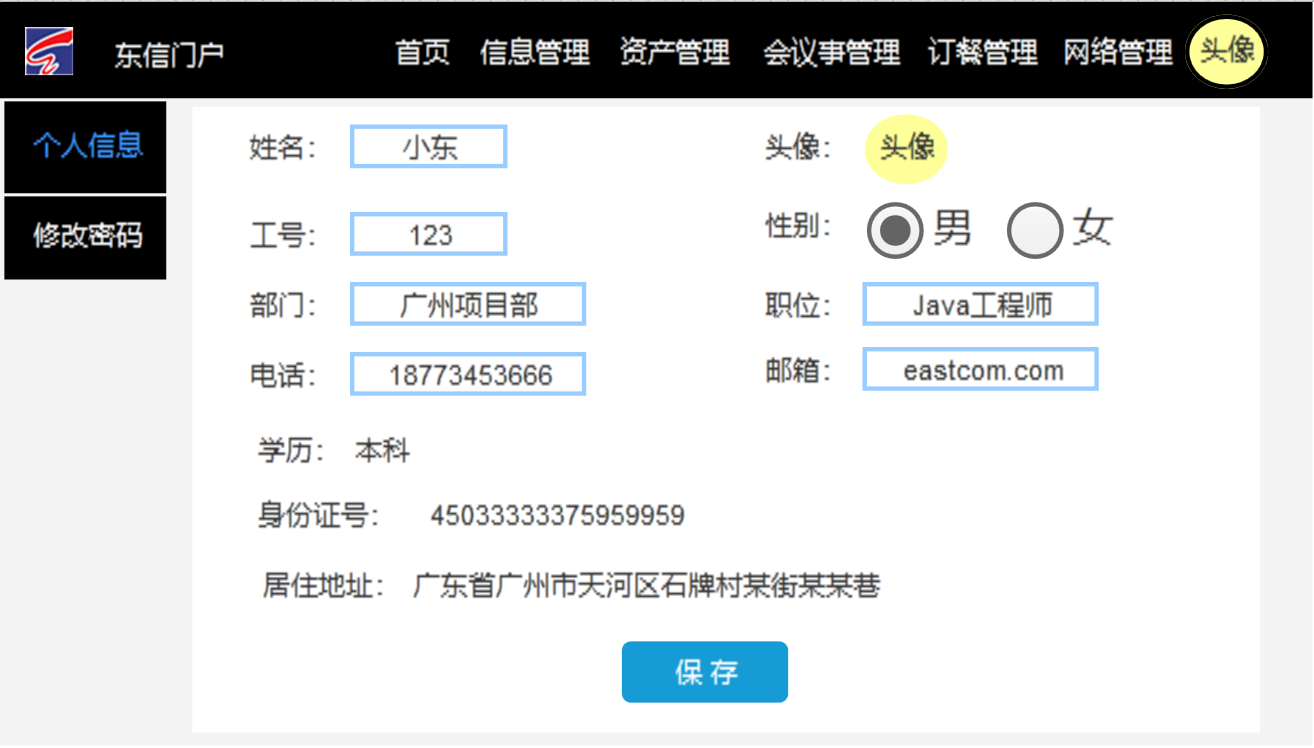 东信门户 首页 信息管理 资产管理 会议事管理 订餐管理 网络管理 头像
个人信息
修改密码
姓名： 小东 头像： 头像
工号： 123 性别： 男 女
部门： 广州项目部 职位： Java工程师
电话： 18773453666 邮箱： eastcom.com
学历： 本科
身份证号： 45033333375959959
居住地址： 广东省广州市天河区石牌村某街某某巷
保 存